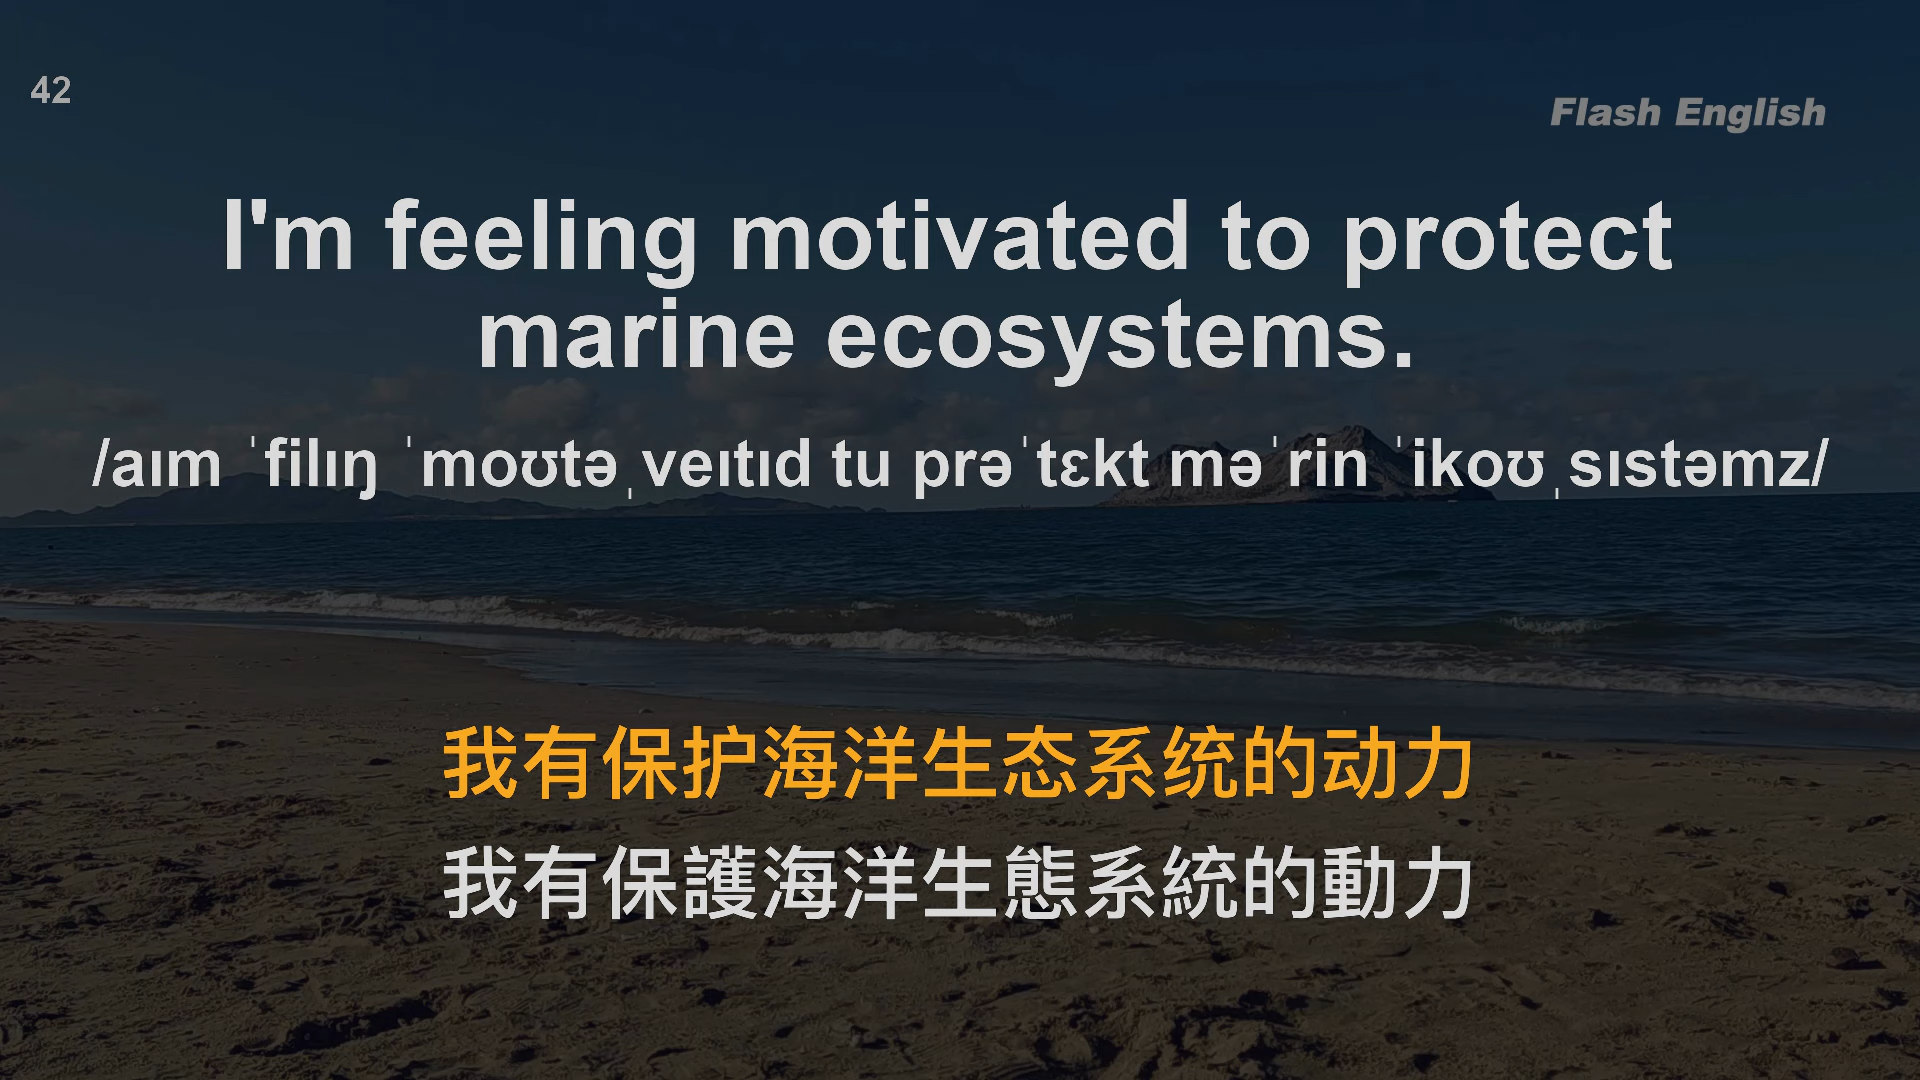 42
Flash English
I'm feeling motivated to protect
marine ecosystems.
/aɪm ˈfilɪŋ ˈmoʊtəˌveɪtɪd tu prəˈtɛkt məˈrin ˈikoʊˌsɪstəmz/
我有保护海洋生态系统的动力
我有保護海洋生態系統的動力